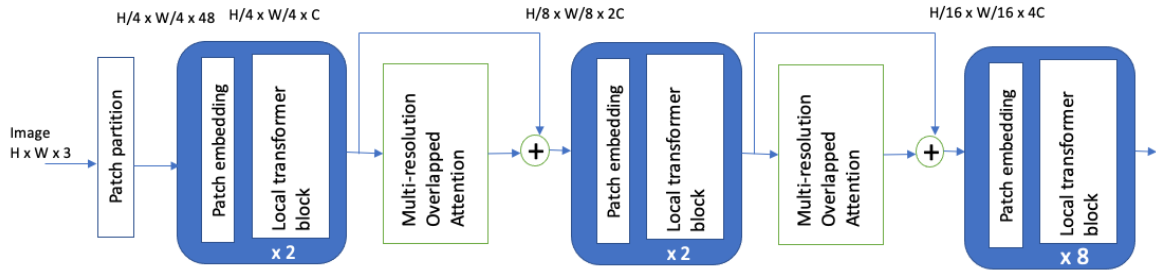 H/4 x W/4 x 48
H/4 x W/4 x C
H/8 x W/8 x 2C
H/16 x W/16 x 4C
Image
H x W x 3
Patch partition
Patch embedding
Local transformer
block
x 2
Multi-resolution
Overlapped
Attention
+
Patch embedding
Local transformer
block
x 2
Multi-resolution
Overlapped
Attention
+
Patch embedding
Local transformer
block
x 8